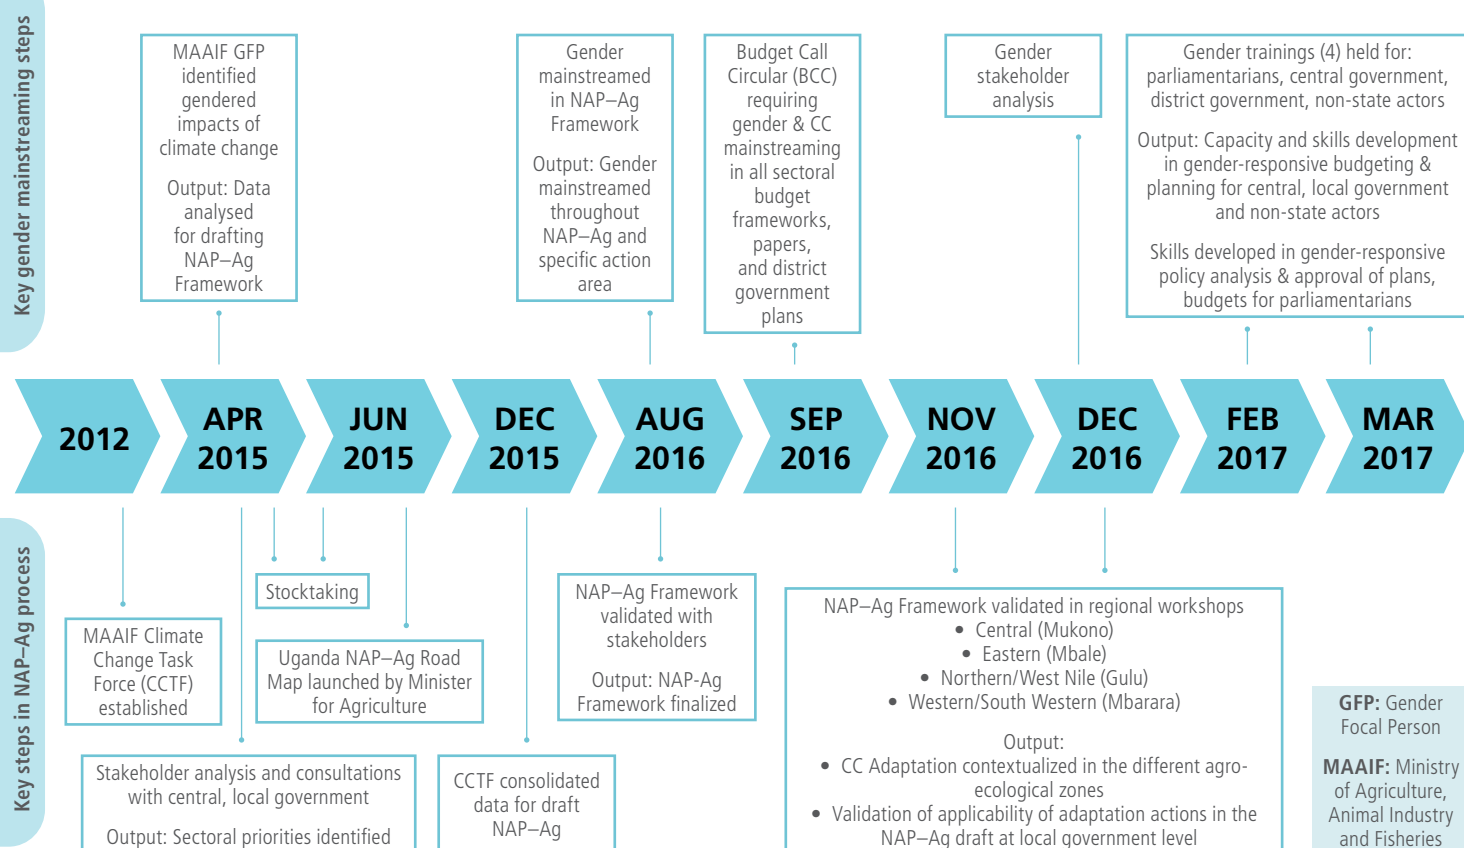 Key gender mainstreaming steps
MAAIF GFP
identified
gendered
impacts of
climate change
Output: Data
analysed
for drafting
NAP–Ag
Framework
Gender
mainstreamed
in NAP–Ag
Framework
Output: Gender
mainstreamed
throughout
NAP–Ag and
specific action
area
Budget Call
Circular (BCC)
requiring
gender & CC
mainstreaming
in all sectoral
budget
frameworks,
papers,
and district
government
plans
Gender
stakeholder
analysis
Gender trainings (4) held for:
parliamentarians, central government,
district government, non-state actors
Output: Capacity and skills development
in gender-responsive budgeting &
planning for central, local government
and non-state actors
Skills developed in gender-responsive
policy analysis & approval of plans,
budgets for parliamentarians
2012
APR
2015
JUN
2015
DEC
2015
AUG
2016
SEP
2016
NOV
2016
DEC
2016
FEB
2017
MAR
2017
Key steps in NAP–Ag process
MAAIF Climate
Change Task
Force (CCTF)
established
Stocktaking
Uganda NAP–Ag Road
Map launched by Minister
for Agriculture
Stakeholder analysis and consultations
with central, local government
Output: Sectoral priorities identified
CCTF consolidated
data for draft
NAP–Ag
NAP–Ag Framework
validated with
stakeholders
Output: NAP-Ag
Framework finalized
NAP–Ag Framework validated in regional workshops
• Central (Mukono)
• Eastern (Mbale)
• Northern/West Nile (Gulu)
• Western/South Western (Mbarara)
Output:
• CC Adaptation contextualized in the different agro-
ecological zones
• Validation of applicability of adaptation actions in the
NAP–Ag draft at local government level
GFP: Gender
Focal Person
MAAIF: Ministry
of Agriculture,
Animal Industry
and Fisheries